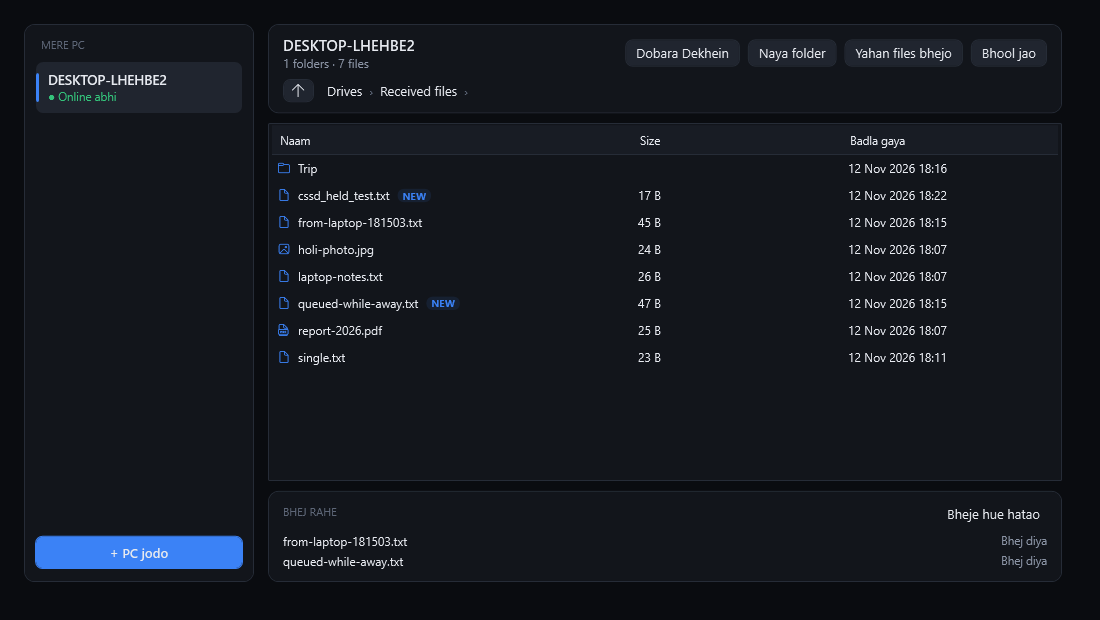 MERE PC
DESKTOP-LHEHBE2
Online abhi
+ PC jodo
DESKTOP-LHEHBE2
1 folders · 7 files
Dobara Dekhein Naya folder Yahan files bhejo Bhool jao
Drives › Received files ›
Naam Size Badla gaya
Trip 12 Nov 2026 18:16
cssd_held_test.txt NEW 17 B 12 Nov 2026 18:22
from-laptop-181503.txt 45 B 12 Nov 2026 18:15
holi-photo.jpg 24 B 12 Nov 2026 18:07
laptop-notes.txt 26 B 12 Nov 2026 18:07
queued-while-away.txt NEW 47 B 12 Nov 2026 18:15
report-2026.pdf 25 B 12 Nov 2026 18:07
single.txt 23 B 12 Nov 2026 18:11
BHEJ RAHE Bheje hue hatao
from-laptop-181503.txt Bhej diya
queued-while-away.txt Bhej diya